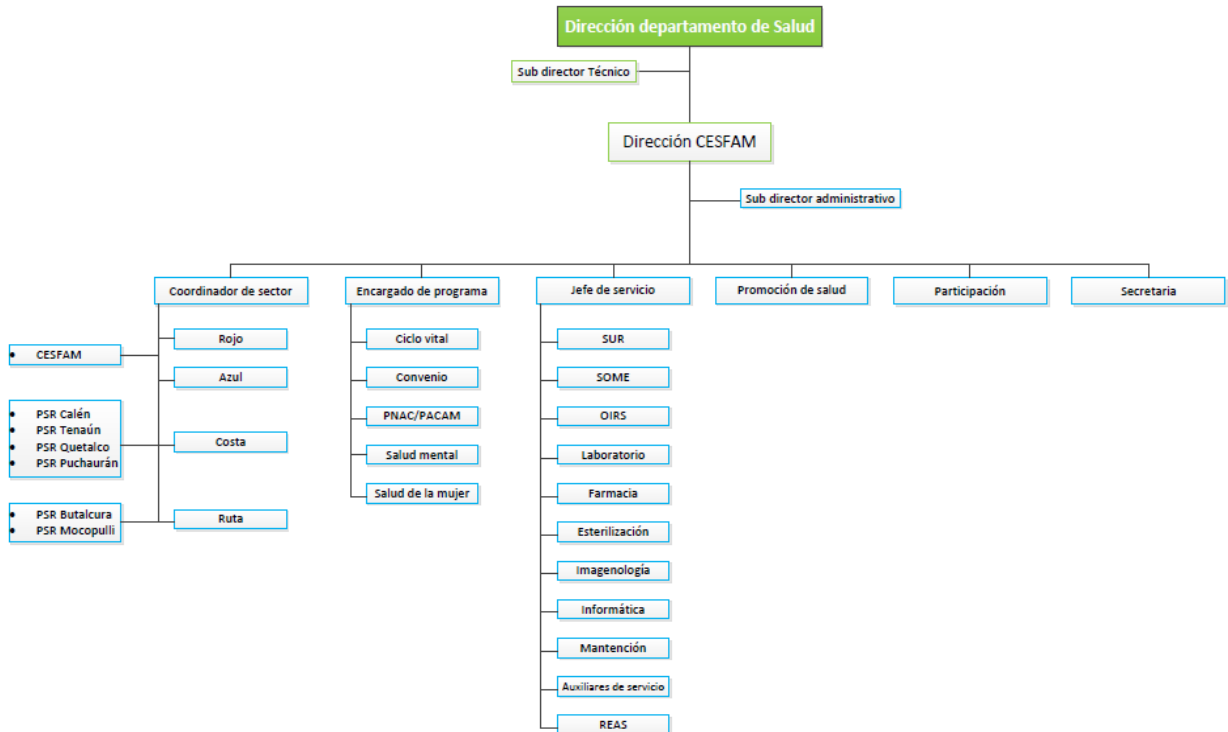 Dirección departamento de Salud
Sub director Técnico
Dirección CESFAM
Sub director administrativo
Coordinador de sector
Encargado de programa
Jefe de servicio
Promoción de salud
Participación
Secretaria
Rojo
Azul
Costa
Ruta
• CESFAM
• PSR Calén
• PSR Tenaún
• PSR Quetalco
• PSR Puchaurán
• PSR Butalcura
• PSR Mocopulli
Ciclo vital
Convenio
PNAC/PACAM
Salud mental
Salud de la mujer
SUR
SOME
OIRS
Laboratorio
Farmacia
Esterilización
Imagenología
Informática
Mantención
Auxiliares de servicio
REAS